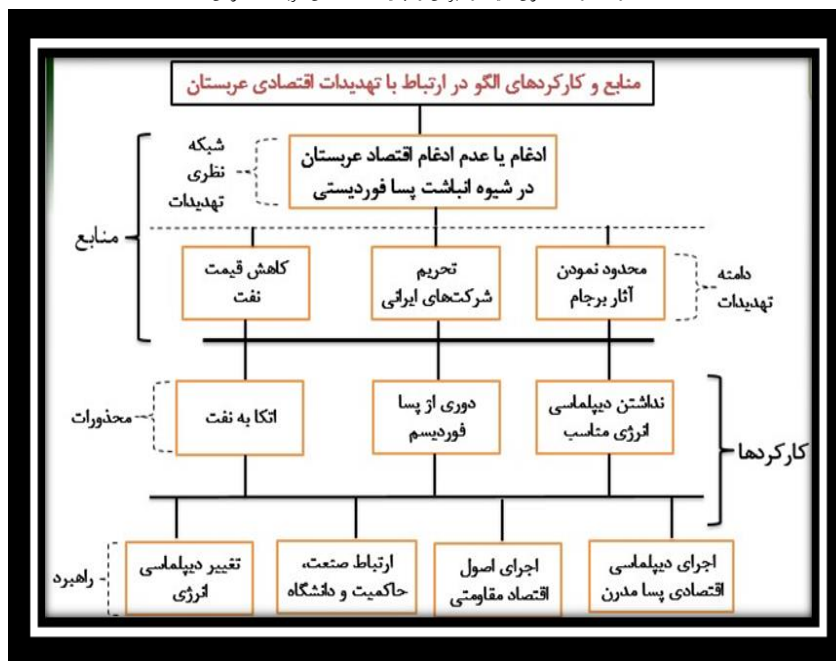 منابع و کارکردهای الگو در ارتباط با تهدیدات اقتصادی عربستان
شبکه
نظری
تهدیدات
ادغام یا عدم ادغام اقتصاد عربستان
در شیوه انباشت پسا فوردیستی
منابع
دامنه
تهدیدات
محدود نمودن
آثار برجام
تحریم
شرکت‌های ایرانی
کاهش قیمت
نفت
کارکردها
نداشتن دیپلماسی
انرژی مناسب
دوری از پسا
فوردیسم
اتکا به نفت
محذورات
اجرای دیپلماسی
اقتصادی پسا مدرن
اجرای اصول
اقتصاد مقاومتی
ارتباط صنعت،
حاکمیت و دانشگاه
تغییر دیپلماسی
انرژی
راهبرد